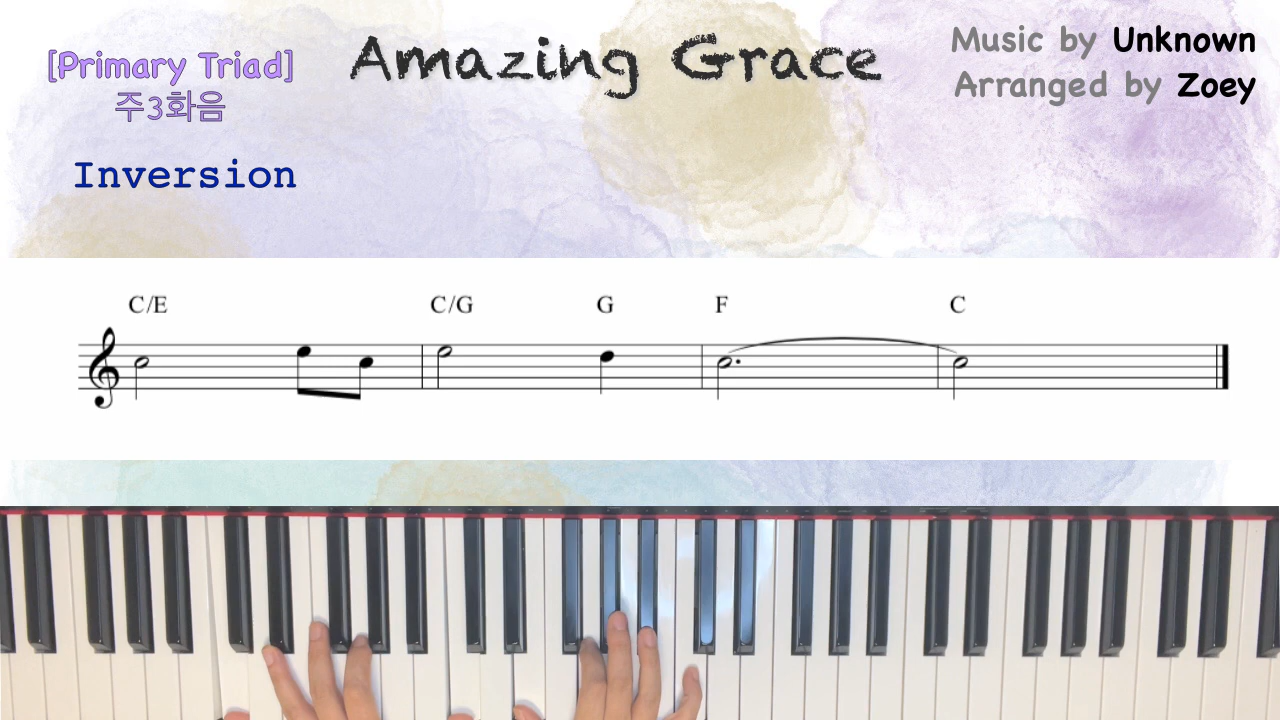 [Primary Triad]
주3화음
Inversion
Amazing Grace
Music by Unknown
Arranged by Zoey
C/E C/G G F C